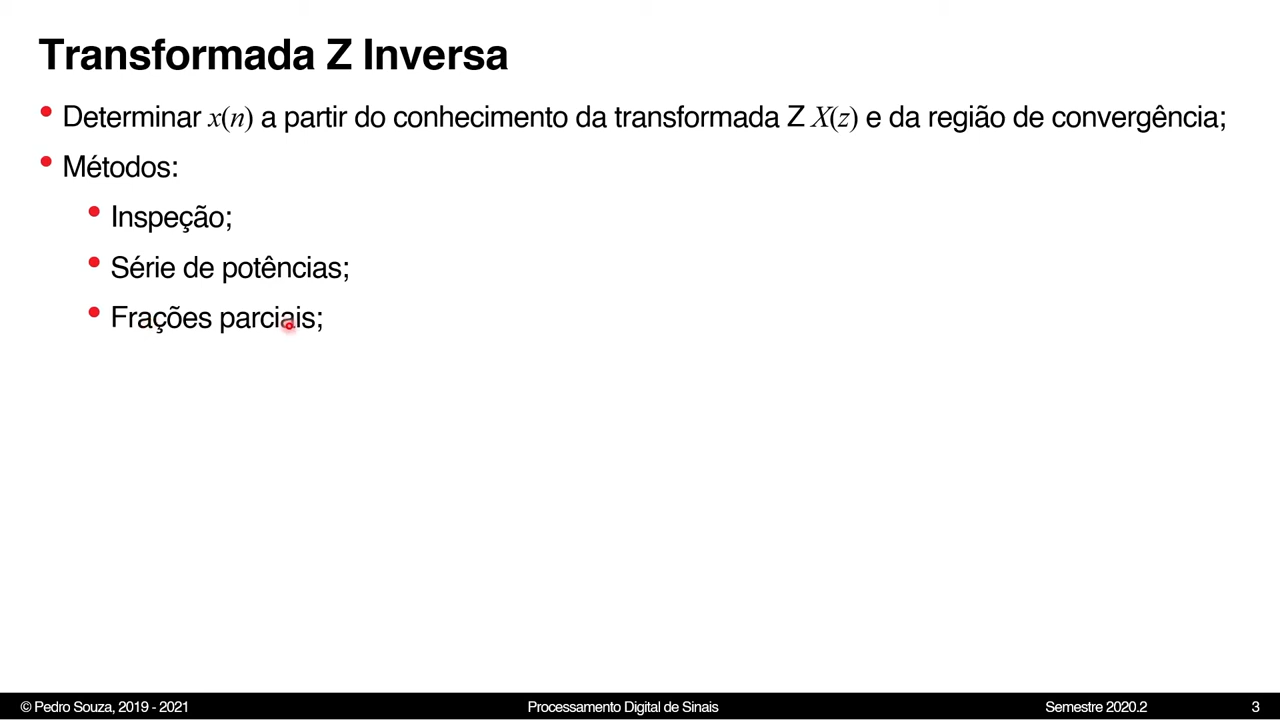 Transformada Z Inversa
• Determinar x(n) a partir do conhecimento da transformada Z X(z) e da região de convergência;
• Métodos:
• Inspeção;
• Série de potências;
• Frações parciais;
© Pedro Souza, 2019 - 2021 Processamento Digital de Sinais Semestre 2020.2 3